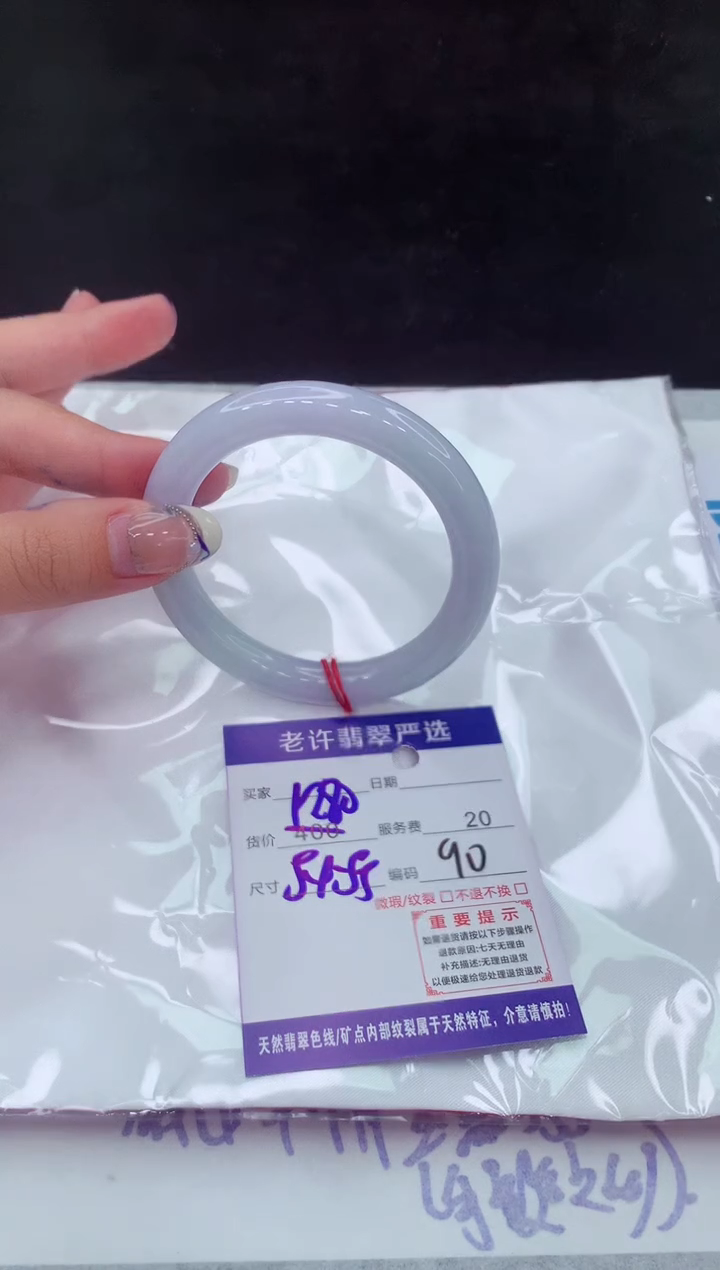 老许翡翠严选
买家 日期
货价 400 服务费 20
尺寸 54.5 编码 90
微瑕/纹裂 □不退不换 □
重要提示
如需退货请按以下步骤操作
退款原因:七天无理由
补充描述:无理由退货
以便极速给您处理退货退款
天然翡翠色线/矿点内部纹裂属于天然特征，介意请慎拍!